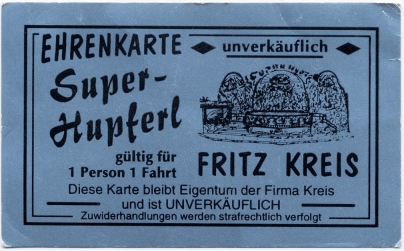 EHRENKARTE
unverkäuflich
Super-
Hupferl
gültig für
1 Person 1 Fahrt
FRITZ KREIS
Diese Karte bleibt Eigentum der Firma Kreis
und ist UNVERKÄUFLICH
Zuwiderhandlungen werden strafrechtlich verfolgt